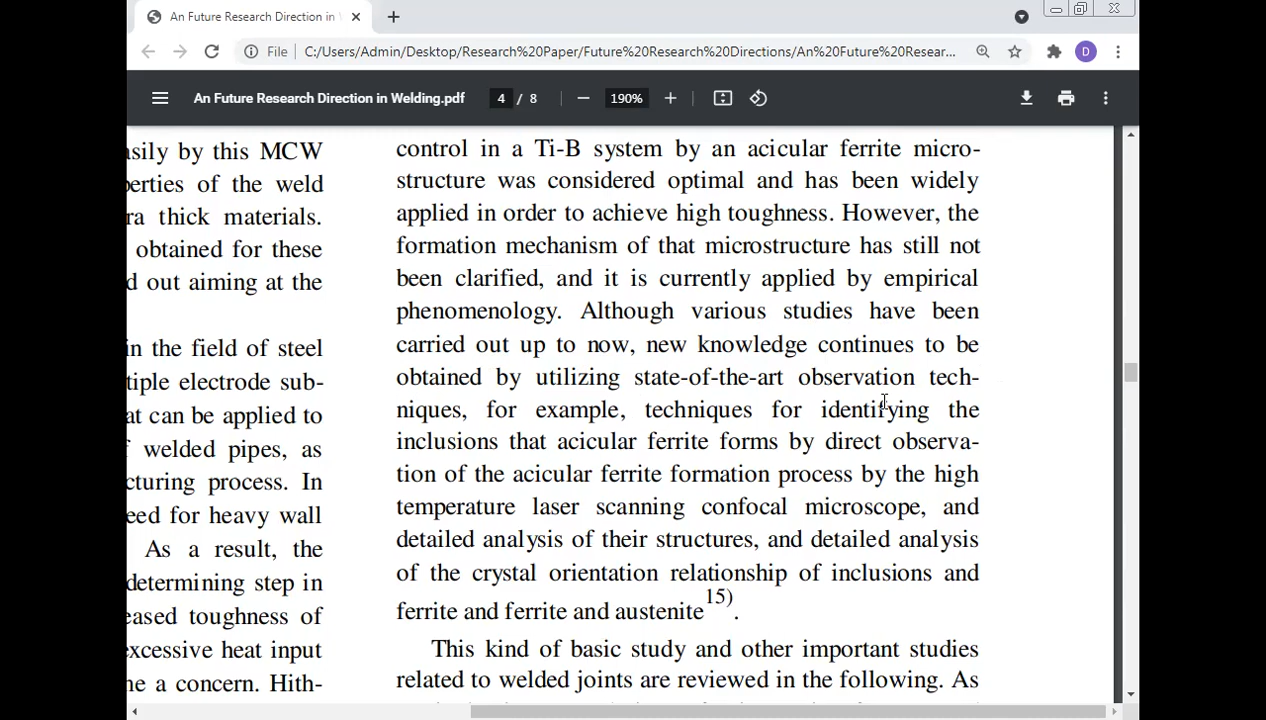 An Future Research Direction in
File C:/Users/Admin/Desktop/Research%20Paper/Future%20Research%20Directions/An%20Future%20Resear...
D
An Future Research Direction in Welding.pdf 4 / 8 190%
asily by this MCW
perties of the weld
ra thick materials.
obtained for these
d out aiming at the
in the field of steel
tiple electrode sub-
at can be applied to
f welded pipes, as
cturing process. In
eed for heavy wall
As a result, the
determining step in
eased toughness of
excessive heat input
ne a concern. Hith-
control in a Ti-B system by an acicular ferrite micro-
structure was considered optimal and has been widely
applied in order to achieve high toughness. However, the
formation mechanism of that microstructure has still not
been clarified, and it is currently applied by empirical
phenomenology. Although various studies have been
carried out up to now, new knowledge continues to be
obtained by utilizing state-of-the-art observation tech-
niques, for example, techniques for identifying the
inclusions that acicular ferrite forms by direct observa-
tion of the acicular ferrite formation process by the high
temperature laser scanning confocal microscope, and
detailed analysis of their structures, and detailed analysis
of the crystal orientation relationship of inclusions and
ferrite and ferrite and austenite15).
This kind of basic study and other important studies
related to welded joints are reviewed in the following. As